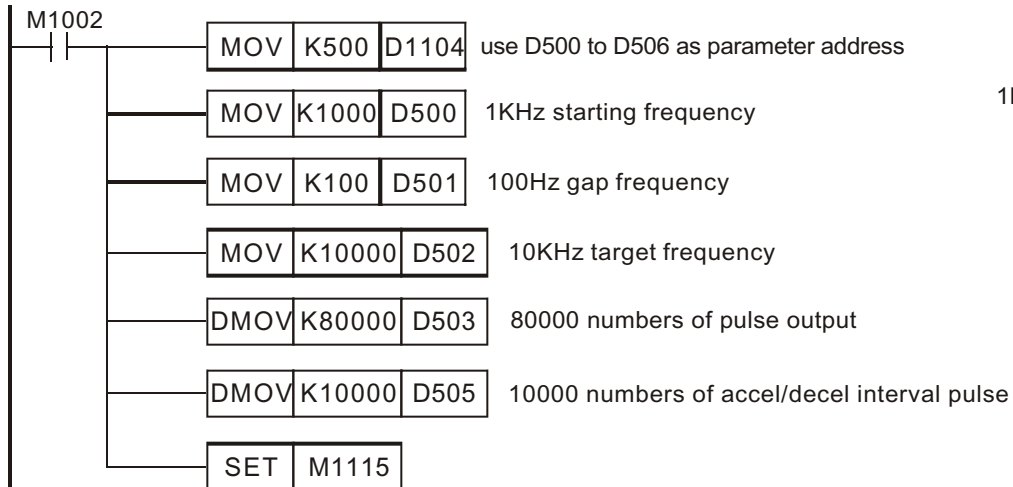 M1002
MOV K500 D1104 use D500 to D506 as parameter address
MOV K1000 D500 1KHz starting frequency
MOV K100 D501 100Hz gap frequency
MOV K10000 D502 10KHz target frequency
DMOV K80000 D503 80000 numbers of pulse output
DMOV K10000 D505 10000 numbers of accel/decel interval pulse
SET M1115